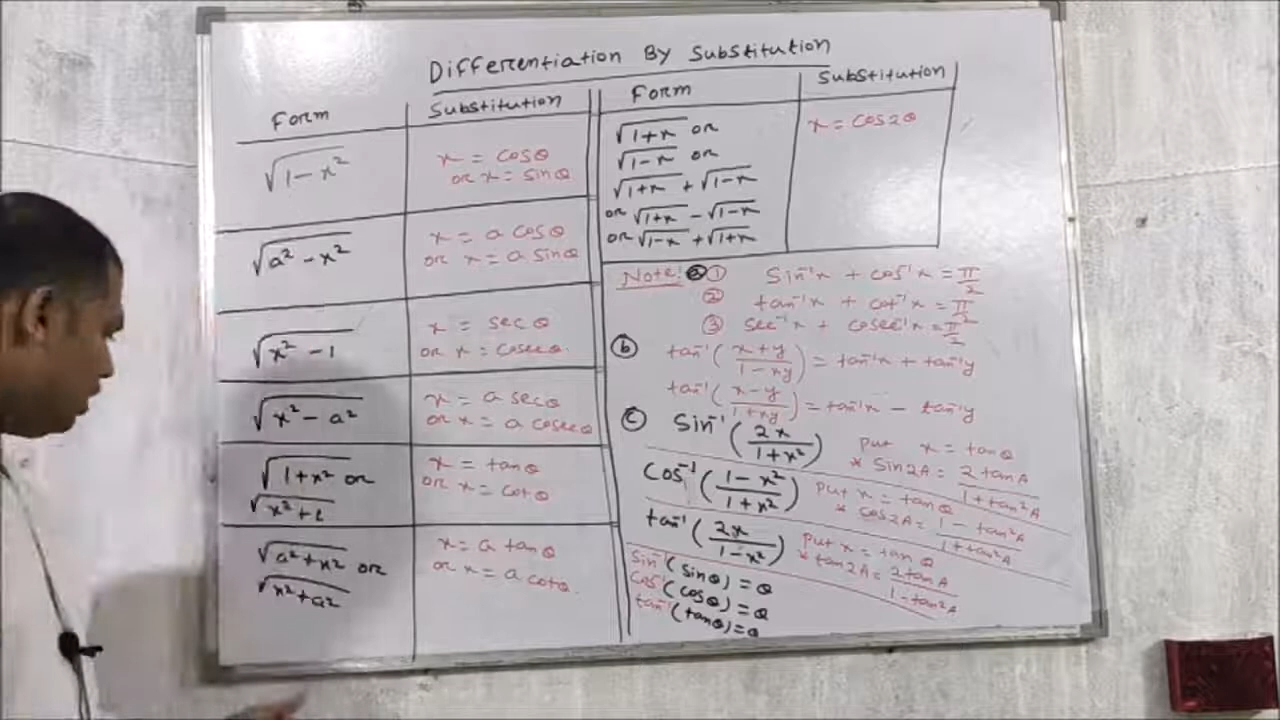 Differentiation By Substitution
Form Substitution
√(1-x²) x = cosθ
or x = sinθ
√(a²-x²) x = a cosθ
or x = a sinθ
√(x²-1) x = secθ
or x = cosecθ.
√(x²-a²) x = a secθ
or x = a cosecθ
√(1+x²) or x = tanθ
√(x²+1) or x = cotθ
√(a²+x²) or x = a tanθ
√(x²+a²) or x = a cotθ.
Form Substitution
√(1+x) or x = cos2θ
√(1-x) or
√(1+x) + √(1-x)
or √(1+x) - √(1-x)
or √(1-x) + √(1+x)
Note! ① Sin⁻¹x + cos⁻¹x = π/2
② tan⁻¹x + cot⁻¹x = π/2
③ sec⁻¹x + cosec⁻¹x = π/2
ⓑ tan⁻¹((x+y)/(1-xy)) = tan⁻¹x + tan⁻¹y
tan⁻¹((x-y)/(1+xy)) = tan⁻¹x - tan⁻¹y
ⓒ Sin⁻¹(2x/(1+x²)) put x = tanθ
* Sin2A = 2tanA/(1+tan²A)
Cos⁻¹((1-x²)/(1+x²)) put x = tanθ
* cos2A = (1-tan²A)/(1+tan²A)
tan⁻¹(2x/(1-x²)) put x = tanθ
* tan2A = 2tanA/(1-tan²A)
Sin⁻¹(sinθ) = θ
Cos⁻¹(cosθ) = θ
tan⁻¹(tanθ) = θ